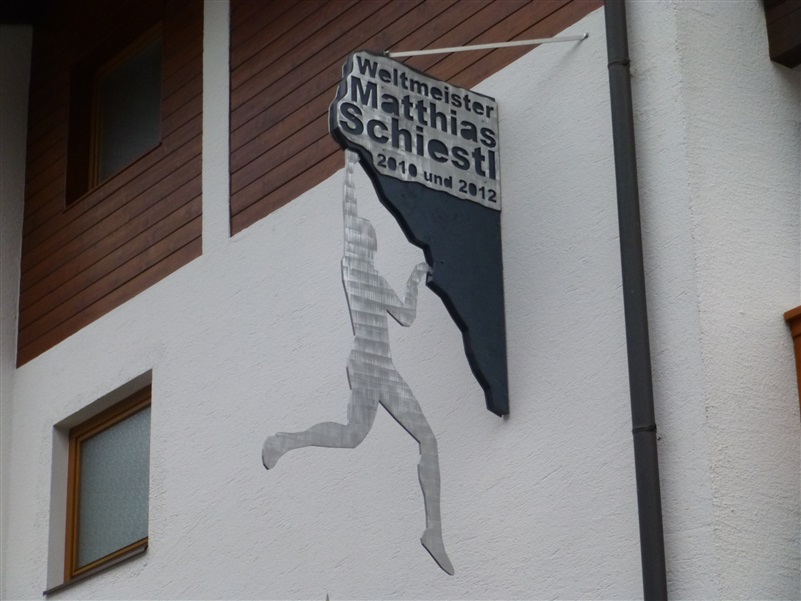 Weltmeister
Matthias
Schiestl
2010 und 2012